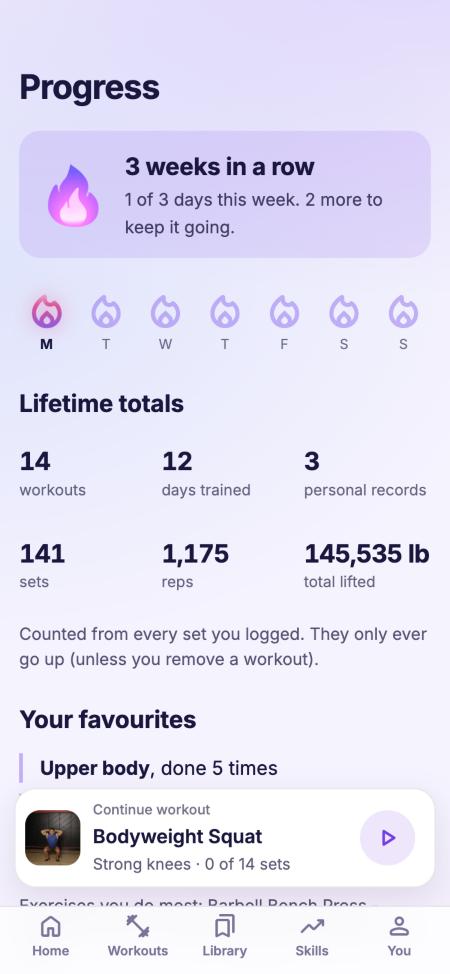 Progress
3 weeks in a row
1 of 3 days this week. 2 more to
keep it going.
M T W T F S S
Lifetime totals
14 12 3
workouts days trained personal records
141 1,175 145,535 lb
sets reps total lifted
Counted from every set you logged. They only ever
go up (unless you remove a workout).
Your favourites
Upper body, done 5 times
Continue workout
Bodyweight Squat
Strong knees · 0 of 14 sets
Exercises you do most: Barbell Bench Press
Home Workouts Library Skills You